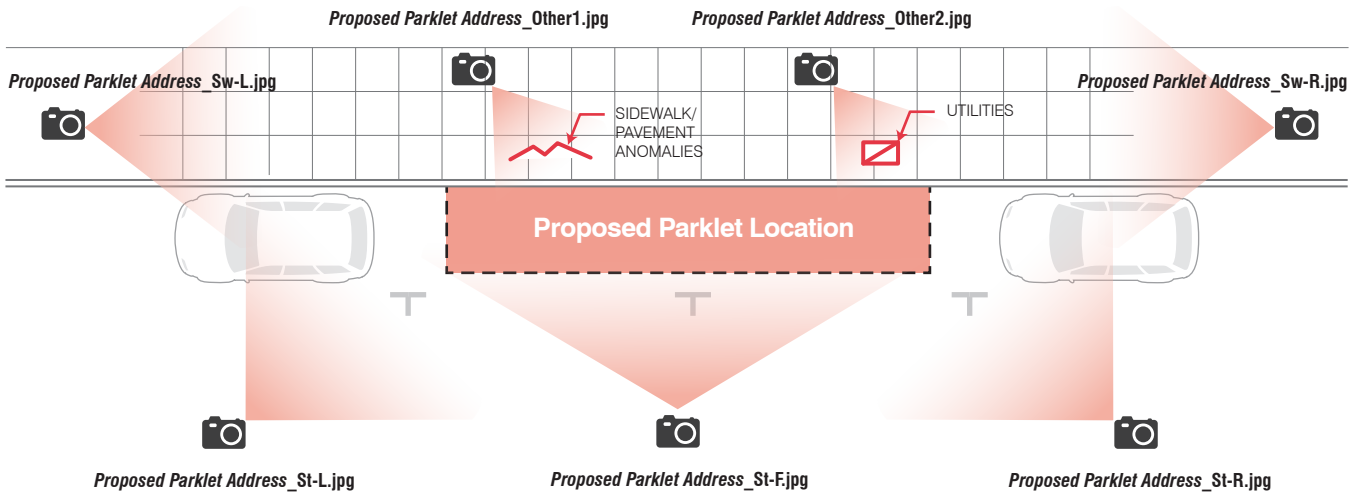 Proposed Parklet Address_Other1.jpg
Proposed Parklet Address_Other2.jpg
Proposed Parklet Address_Sw-L.jpg
Proposed Parklet Address_Sw-R.jpg
SIDEWALK/
PAVEMENT
ANOMALIES
UTILITIES
Proposed Parklet Location
Proposed Parklet Address_St-L.jpg
Proposed Parklet Address_St-F.jpg
Proposed Parklet Address_St-R.jpg